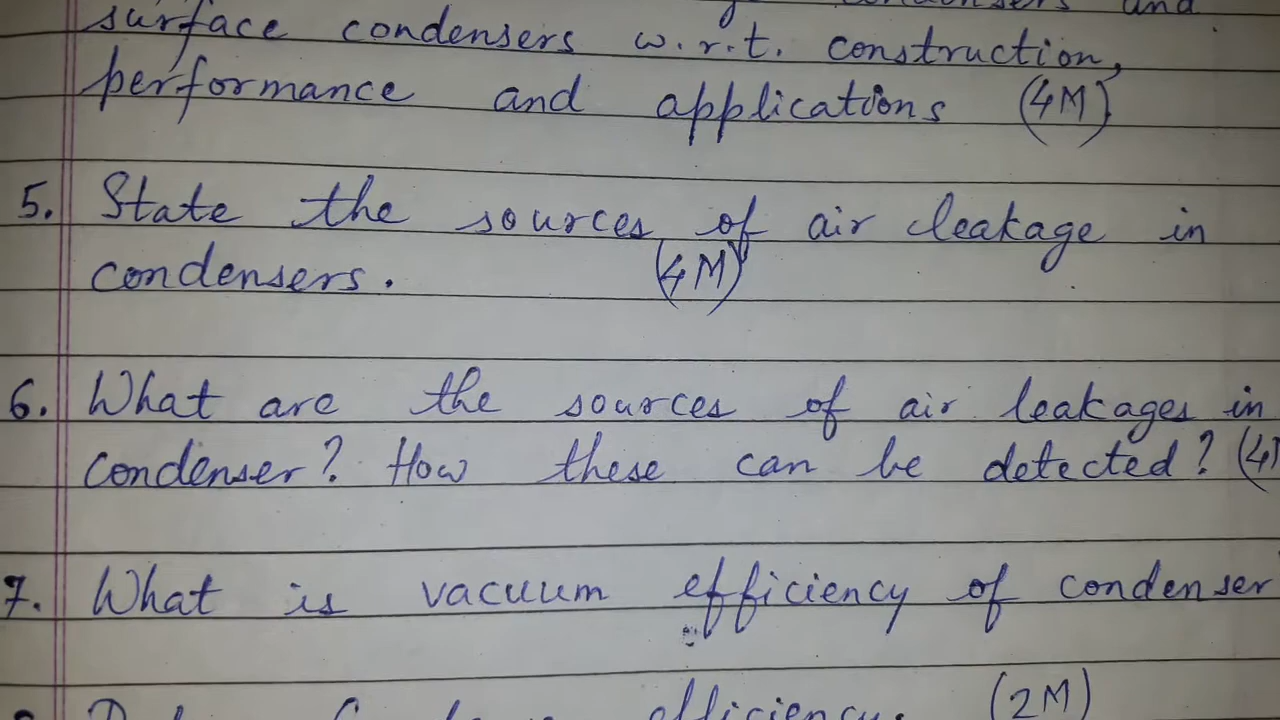 and
surface condensers w.r.t. construction,
performance and applications (4M)
5. State the sources of air leakage in
condensers. (4M)
6. What are the sources of air leakages in
condenser? How these can be detected? (4
7. What is vacuum efficiency of condenser
efficiency. (2M)